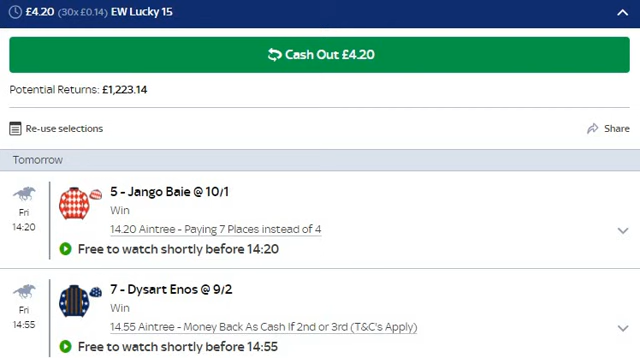 £4.20 (30x £0.14) EW Lucky 15
Cash Out £4.20
Potential Returns: £1,223.14
Re-use selections
Share
Tomorrow
Fri
14:20
5 - Jango Baie @ 10/1
Win
14.20 Aintree - Paying 7 Places instead of 4
Free to watch shortly before 14:20
Fri
14:55
7 - Dysart Enos @ 9/2
Win
14.55 Aintree - Money Back As Cash If 2nd or 3rd (T&C's Apply)
Free to watch shortly before 14:55